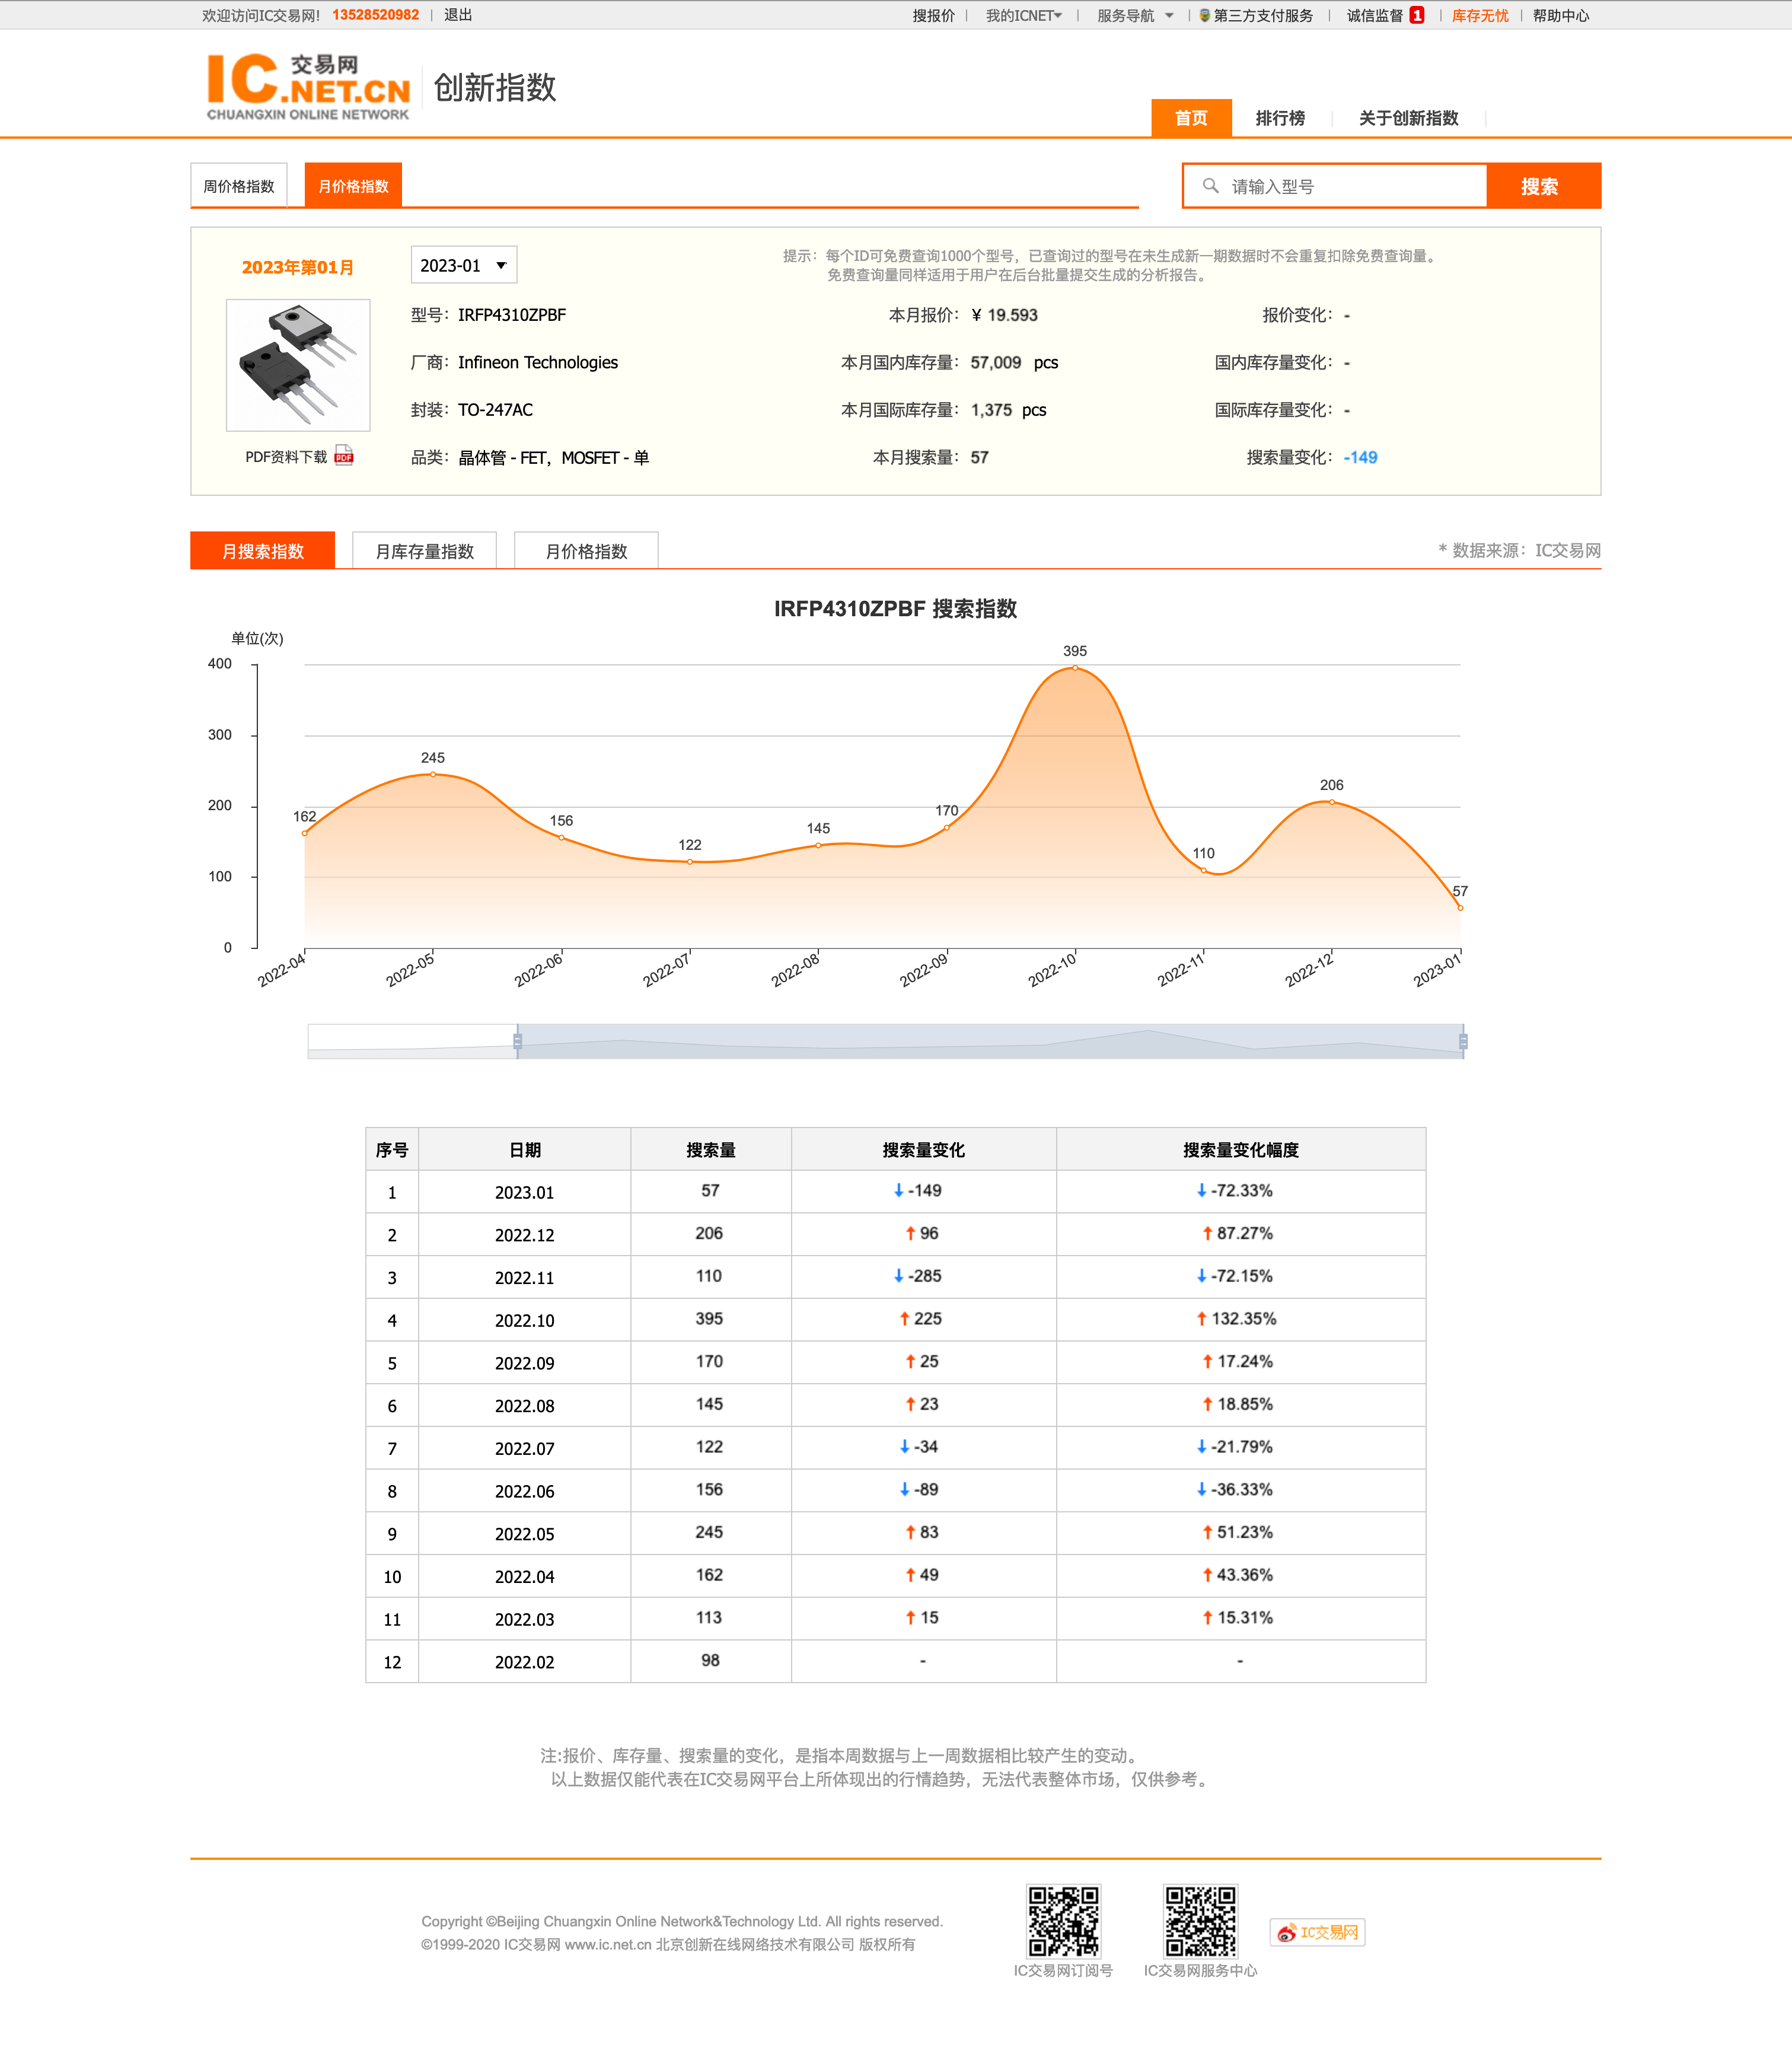 欢迎访问IC交易网! 13528520982 | 退出 搜报价 | 我的ICNET | 服务导航 | 第三方支付服务 | 诚信监督 1 | 库存无忧 | 帮助中心
IC 交易网 .NET.CN
CHUANGXIN ONLINE NETWORK
创新指数
首页 排行榜 关于创新指数
周价格指数 月价格指数 请输入型号 搜索
2023年第01月 2023-01 提示：每个ID可免费查询1000个型号，已查询过的型号在未生成新一期数据时不会重复扣除免费查询量。
免费查询量同样适用于用户在后台批量提交生成的分析报告。
型号：IRFP4310ZPBF 本月报价：¥ 19.593 报价变化：-
厂商：Infineon Technologies 本月国内库存量：57,009 pcs 国内库存量变化：-
封装：TO-247AC 本月国际库存量：1,375 pcs 国际库存量变化：-
PDF资料下载 PDF 品类：晶体管 - FET，MOSFET - 单 本月搜索量：57 搜索量变化：-149
月搜索指数 月库存量指数 月价格指数 * 数据来源：IC交易网
IRFP4310ZPBF 搜索指数
单位(次)
400
300
200
100
0
162 245 156 122 145 170 395 110 206 57
2022-04 2022-05 2022-06 2022-07 2022-08 2022-09 2022-10 2022-11 2022-12 2023-01
序号 日期 搜索量 搜索量变化 搜索量变化幅度
1 2023.01 57 ↓ -149 ↓ -72.33%
2 2022.12 206 ↑ 96 ↑ 87.27%
3 2022.11 110 ↓ -285 ↓ -72.15%
4 2022.10 395 ↑ 225 ↑ 132.35%
5 2022.09 170 ↑ 25 ↑ 17.24%
6 2022.08 145 ↑ 23 ↑ 18.85%
7 2022.07 122 ↓ -34 ↓ -21.79%
8 2022.06 156 ↓ -89 ↓ -36.33%
9 2022.05 245 ↑ 83 ↑ 51.23%
10 2022.04 162 ↑ 49 ↑ 43.36%
11 2022.03 113 ↑ 15 ↑ 15.31%
12 2022.02 98 - -
注:报价、库存量、搜索量的变化，是指本周数据与上一周数据相比较产生的变动。
以上数据仅能代表在IC交易网平台上所体现出的行情趋势，无法代表整体市场，仅供参考。
Copyright ©Beijing Chuangxin Online Network&Technology Ltd. All rights reserved.
©1999-2020 IC交易网 www.ic.net.cn 北京创新在线网络技术有限公司 版权所有
IC交易网订阅号 IC交易网服务中心 IC交易网